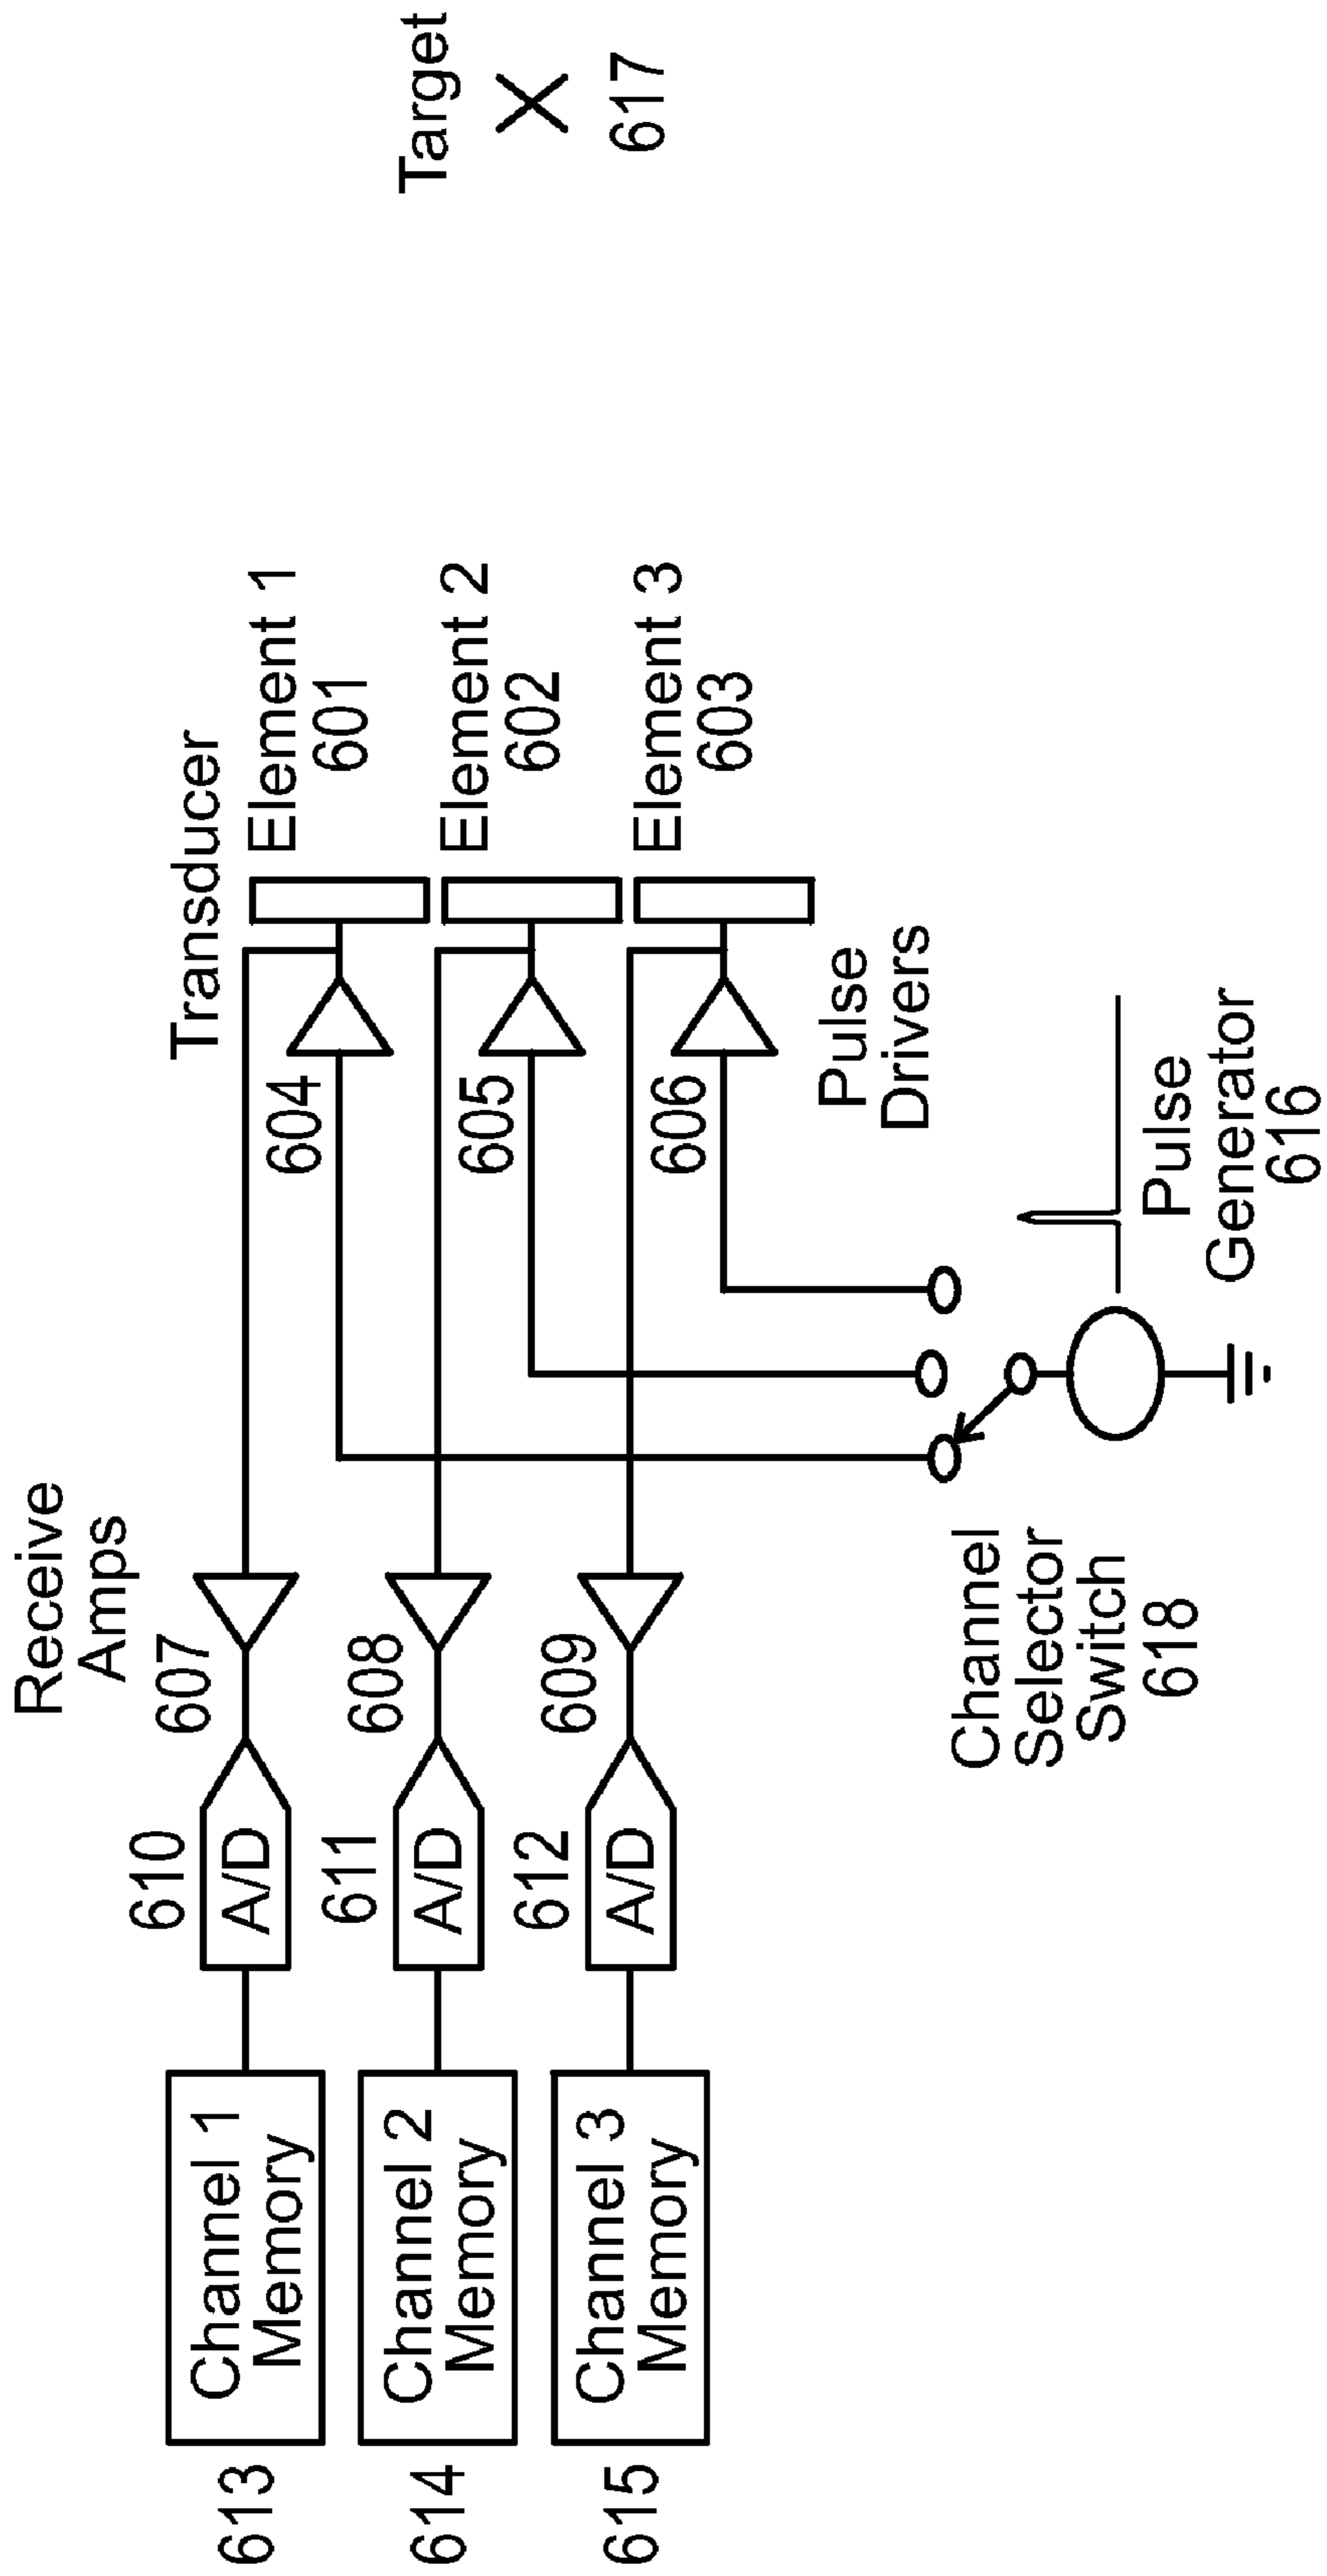 Receive
Amps
Transducer
Target
617
613
Channel 1
Memory
610
A/D
607
604
Element 1
601
614
Channel 2
Memory
611
A/D
608
605
Element 2
602
615
Channel 3
Memory
612
A/D
609
606
Element 3
603
Pulse
Drivers
Channel
Selector
Switch
618
Pulse
Generator
616